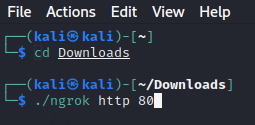 File Actions Edit View Help
┌──(kali㉿kali)-[~]
└─$ cd Downloads
┌──(kali㉿kali)-[~/Downloads]
└─$ ./ngrok http 80